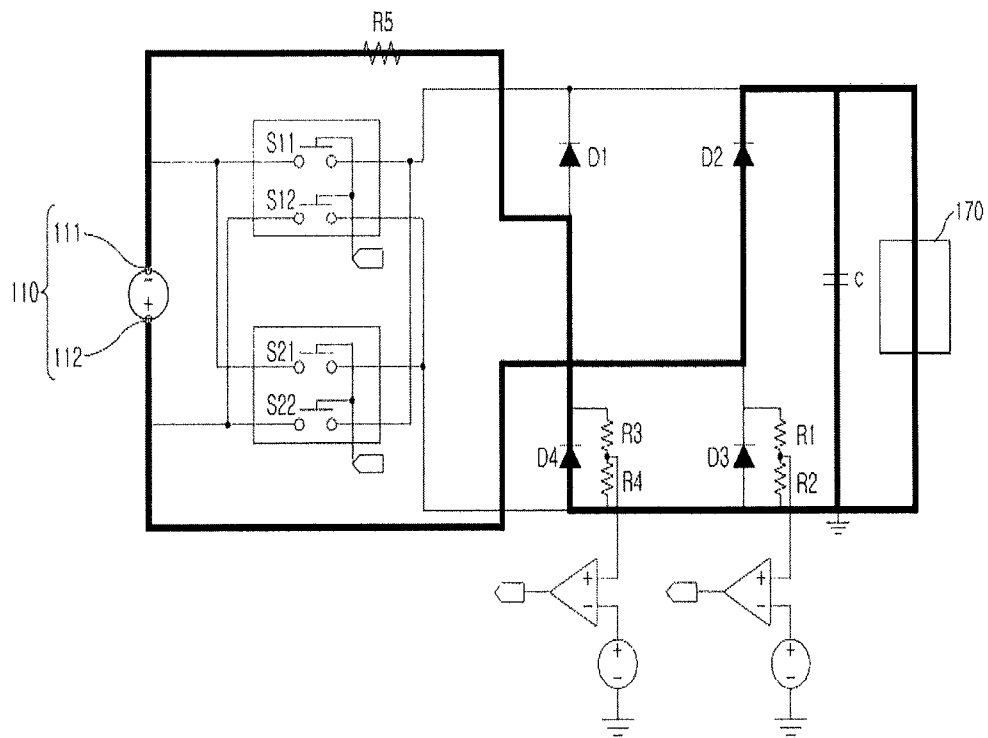 R5
S11
D1
D2
S12
170
111
110
−
+
C
112
S21
S22
R3
R1
D4
D3
R4
R2
+
−
+
−
+
−
+
−